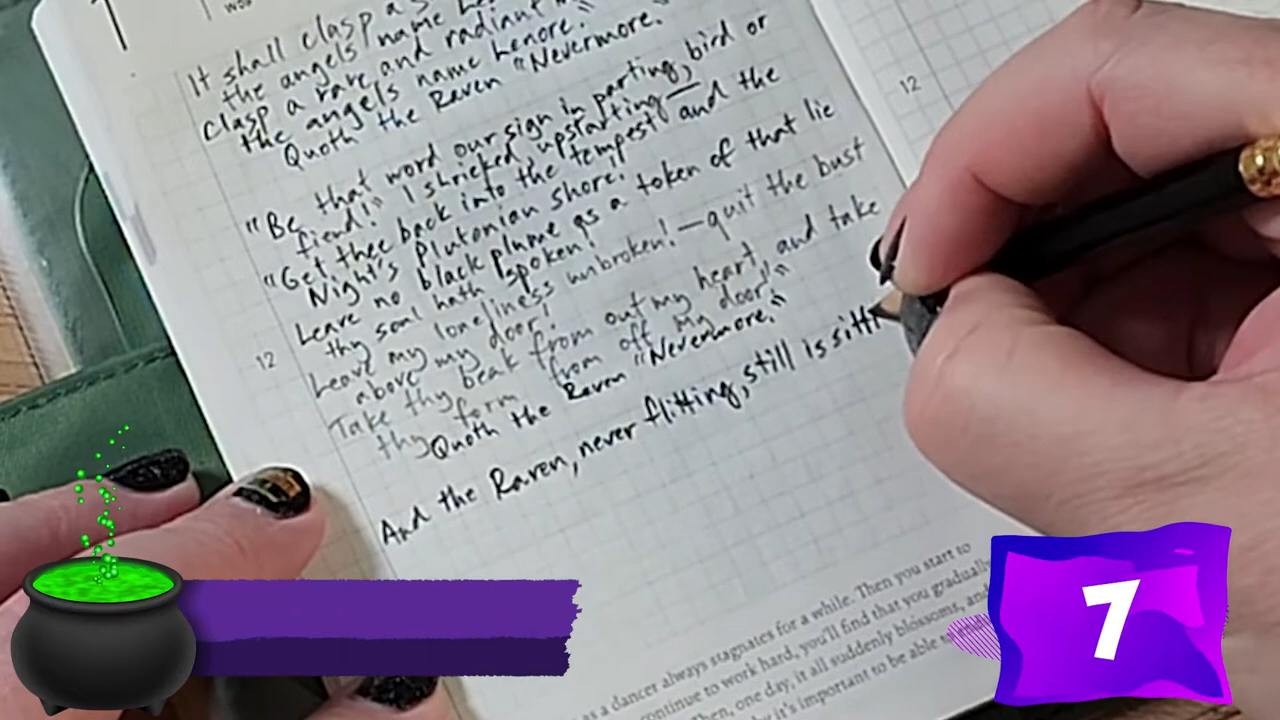 It shall clasp a
the angels name
clasp a rare and radiant
the angels name Lenore."
Quoth the Raven "Nevermore."
"Be that word our sign in parting, bird or
fiend!" I shrieked, upstarting—
"Get thee back into the tempest and the
Night's Plutonian shore!
Leave no black plume as a token of that lie
thy soul hath spoken!
Leave my loneliness unbroken!—quit the bust
above my door!
Take thy beak from out my heart, and take
thy form from off my door!"
Quoth the Raven "Nevermore."
And the Raven, never flitting, still is sitt
12
12
as a dancer always stagnates for a while. Then you start to
continue to work hard, you'll find that you gradually
Then, one day, it all suddenly blossoms, and
it's important to be able to
7